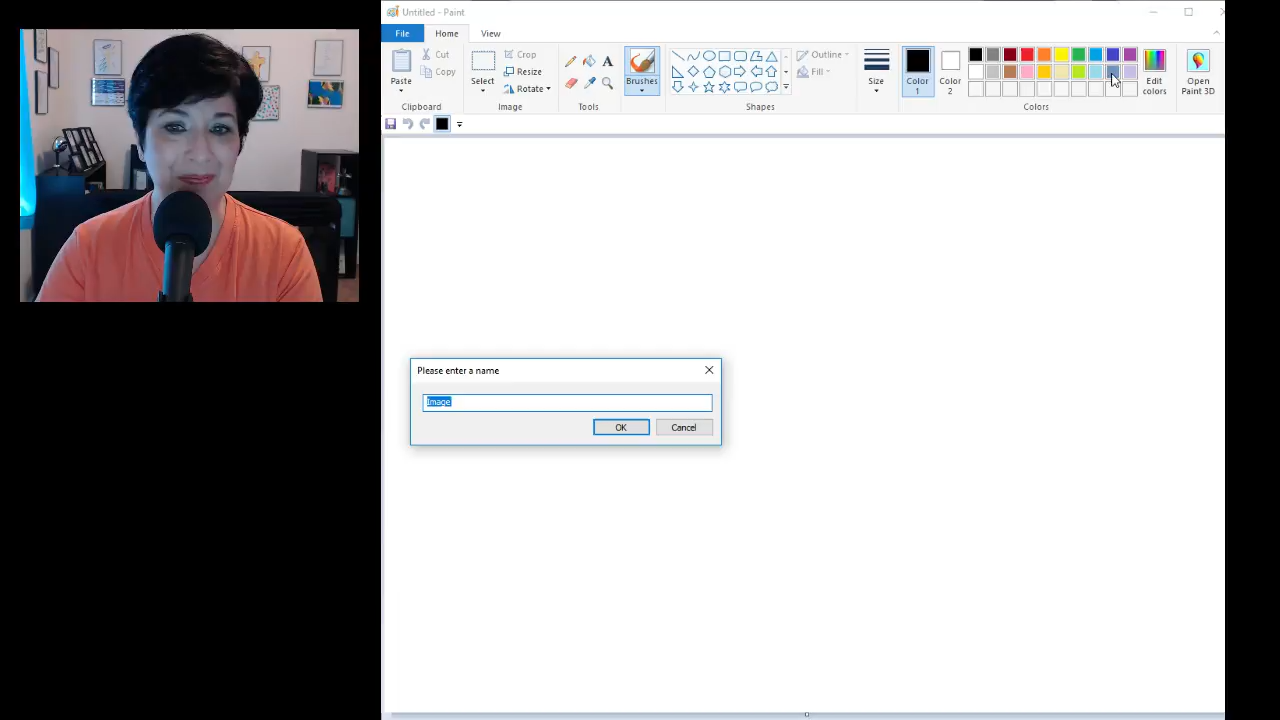 Untitled - Paint
File Home View
Paste
Cut
Copy
Clipboard
Select
Crop
Resize
Rotate
Image
A
Tools
Brushes
Shapes
Outline
Fill
Size
Color 1
Color 2
Colors
Edit colors
Open Paint 3D
Please enter a name
Image
OK Cancel